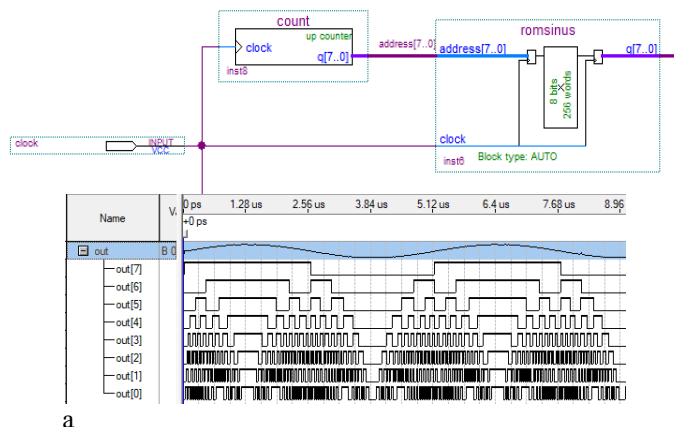 count
romsinus
up counter
clock
q[7..0]
inst8
address[7..0]
address[7..0]
q[7..0]
8 bits
256 words
clock
INPUT
VCC
clock
inst6
Block type: AUTO
Name
0 ps
1.28 us
2.56 us
3.84 us
5.12 us
6.4 us
7.68 us
8.96
+0 ps
out
B 0
out[7]
out[6]
out[5]
out[4]
out[3]
out[2]
out[1]
out[0]
a